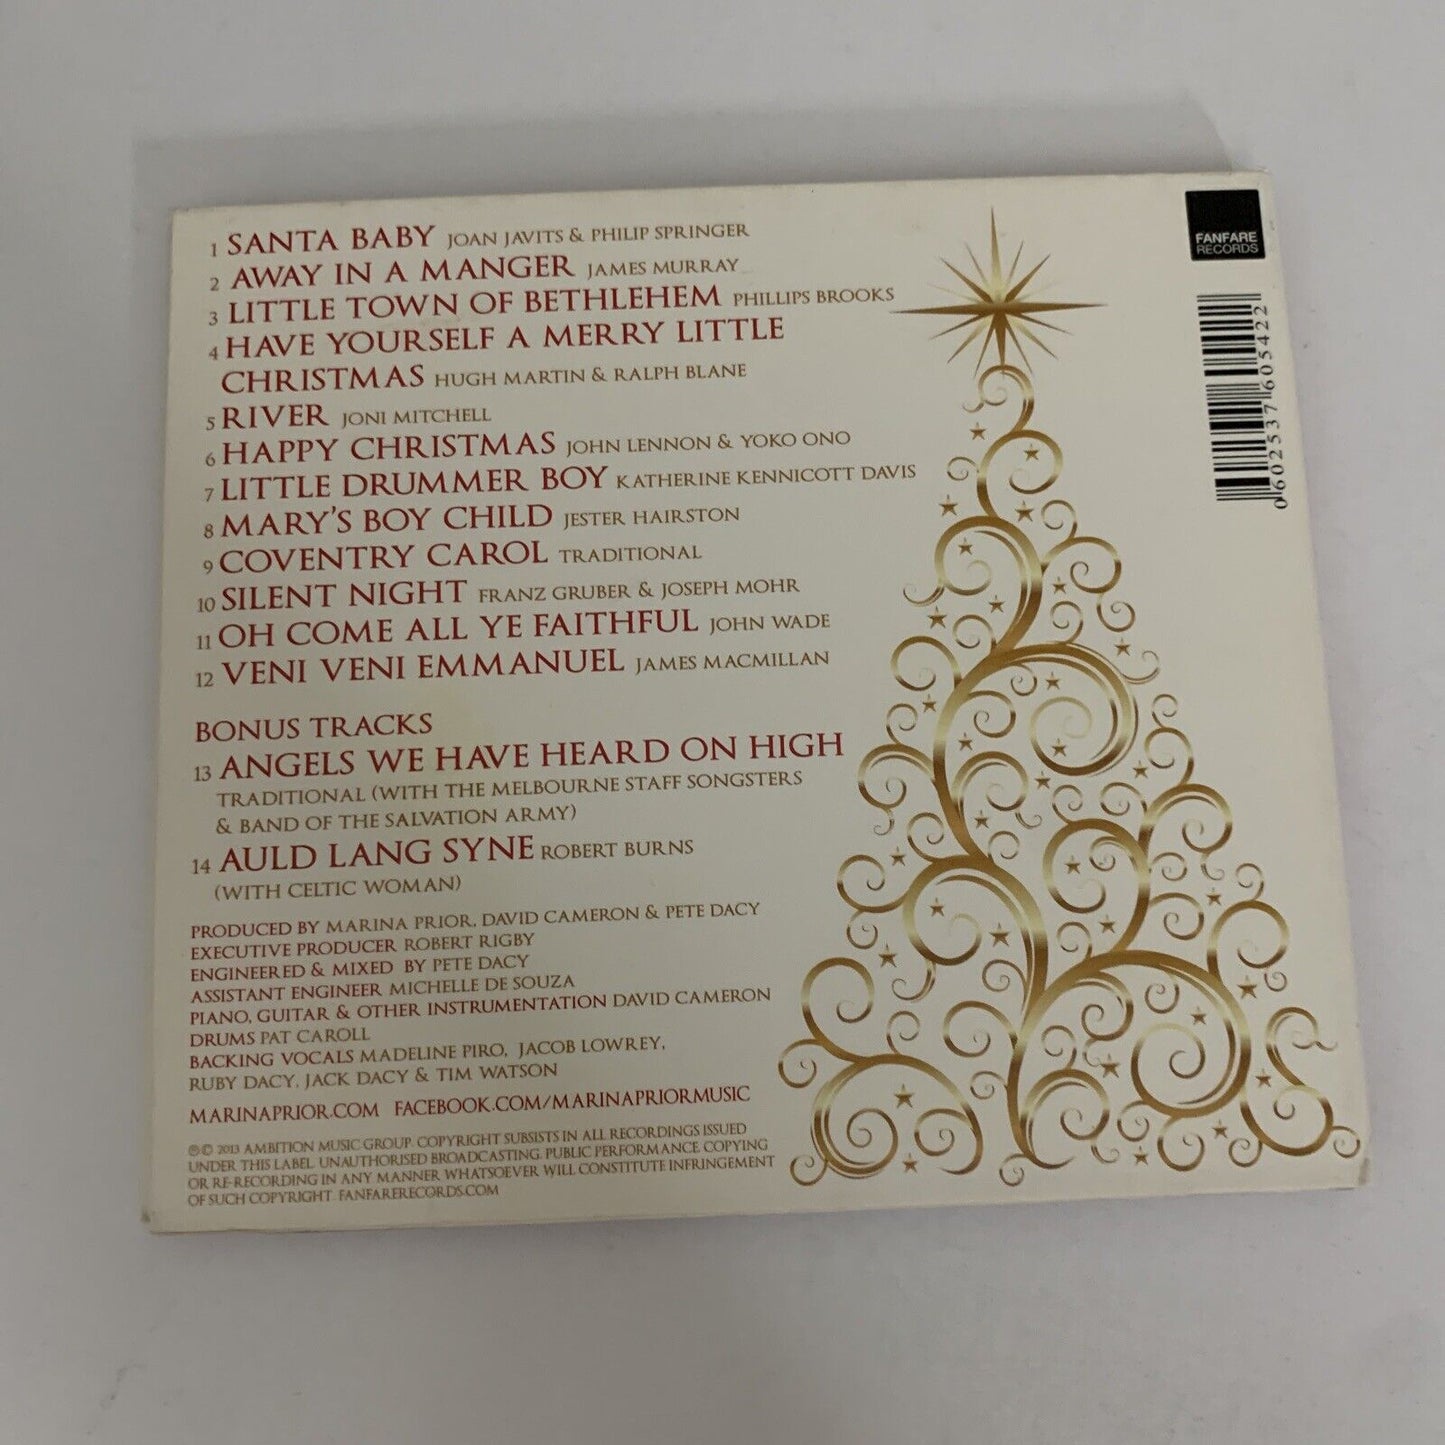 1 SANTA BABY JOAN JAVITS & PHILIP SPRINGER
2 AWAY IN A MANGER JAMES MURRAY
3 LITTLE TOWN OF BETHLEHEM PHILLIPS BROOKS
4 HAVE YOURSELF A MERRY LITTLE
CHRISTMAS HUGH MARTIN & RALPH BLANE
5 RIVER JONI MITCHELL
6 HAPPY CHRISTMAS JOHN LENNON & YOKO ONO
7 LITTLE DRUMMER BOY KATHERINE KENNICOTT DAVIS
8 MARY'S BOY CHILD JESTER HAIRSTON
9 COVENTRY CAROL TRADITIONAL
10 SILENT NIGHT FRANZ GRUBER & JOSEPH MOHR
11 OH COME ALL YE FAITHFUL JOHN WADE
12 VENI VENI EMMANUEL JAMES MACMILLAN
BONUS TRACKS
13 ANGELS WE HAVE HEARD ON HIGH
TRADITIONAL (WITH THE MELBOURNE STAFF SONGSTERS
& BAND OF THE SALVATION ARMY)
14 AULD LANG SYNE ROBERT BURNS
(WITH CELTIC WOMAN)
PRODUCED BY MARINA PRIOR, DAVID CAMERON & PETE DACY
EXECUTIVE PRODUCER ROBERT RIGBY
ENGINEERED & MIXED BY PETE DACY
ASSISTANT ENGINEER MICHELLE DE SOUZA
PIANO, GUITAR & OTHER INSTRUMENTATION DAVID CAMERON
DRUMS PAT CAROLL
BACKING VOCALS MADELINE PIRO, JACOB LOWREY,
RUBY DACY, JACK DACY & TIM WATSON
MARINAPRIOR.COM FACEBOOK.COM/MARINAPRIORMUSIC
℗© 2013 AMBITION MUSIC GROUP. COPYRIGHT SUBSISTS IN ALL RECORDINGS ISSUED
UNDER THIS LABEL. UNAUTHORISED BROADCASTING. PUBLIC PERFORMANCE. COPYING
OR RE-RECORDING IN ANY MANNER WHATSOEVER WILL CONSTITUTE INFRINGEMENT
OF SUCH COPYRIGHT. FANFARERECORDS.COM
FANFARE
RECORDS
0602537605422